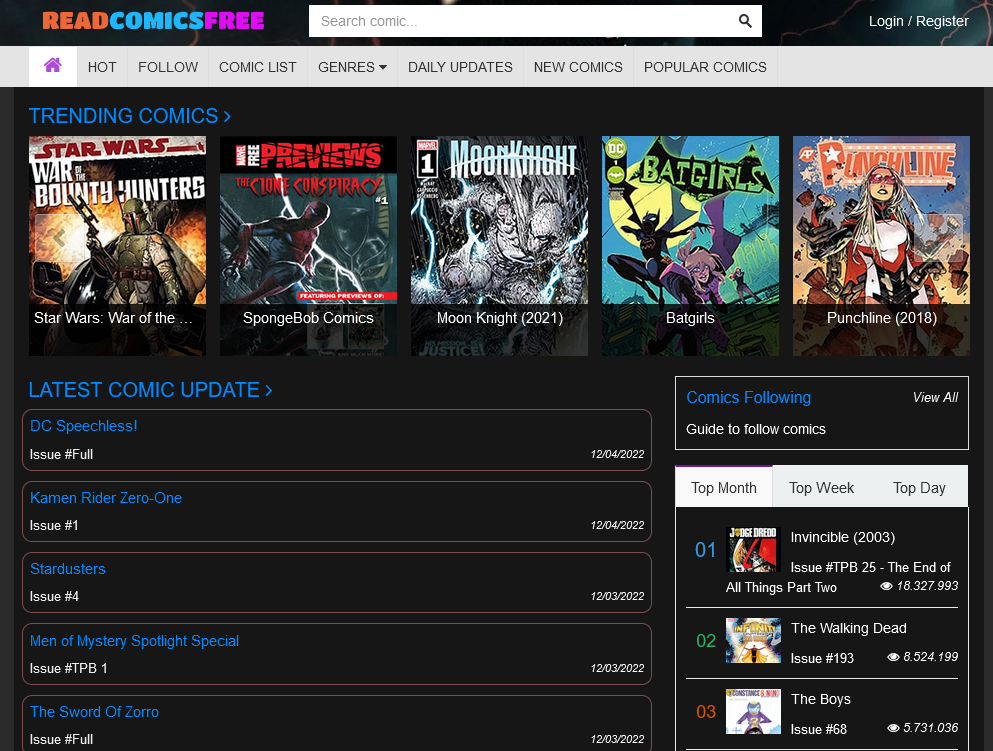 READCOMICSFREE
Search comic...
Login / Register
HOT FOLLOW COMIC LIST GENRES DAILY UPDATES NEW COMICS POPULAR COMICS
TRENDING COMICS
STAR WARS
WAR OF THE BOUNTY HUNTERS
Star Wars: War of the …
MARVEL FREE PREVIEWS
THE CLONE CONSPIRACY
#1
FEATURING PREVIEWS OF:
SpongeBob Comics
MARVEL
1
MOON KNIGHT
Moon Knight (2021)
DC
BATGIRLS
Batgirls
PUNCHLINE
Punchline (2018)
LATEST COMIC UPDATE
DC Speechless!
Issue #Full 12/04/2022
Kamen Rider Zero-One
Issue #1 12/04/2022
Stardusters
Issue #4 12/03/2022
Men of Mystery Spotlight Special
Issue #TPB 1 12/03/2022
The Sword Of Zorro
Issue #Full 12/03/2022
Comics Following View All
Guide to follow comics
Top Month Top Week Top Day
01
JUDGE DREDD
Invincible (2003)
Issue #TPB 25 - The End of
All Things Part Two 18.327.993
02
INFINITY
The Walking Dead
Issue #193 8.524.199
03
The Boys
Issue #68 5.731.036